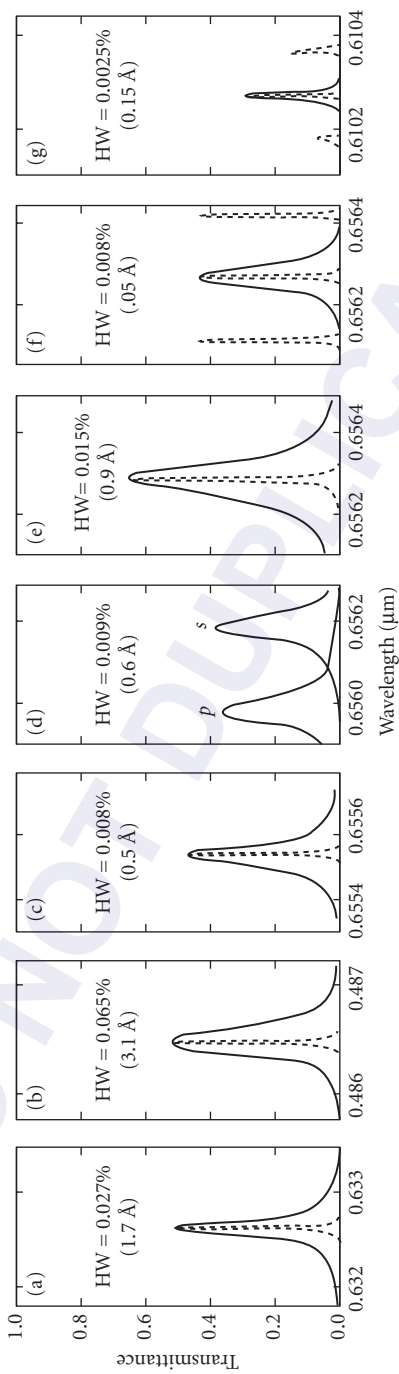 Transmittance
1.0
0.8
0.6
0.4
0.2
0.0
(a)
HW = 0.027%
(1.7 Å)
0.632
0.633
(b)
HW = 0.065%
(3.1 Å)
0.486
0.487
(c)
HW = 0.008%
(0.5 Å)
0.6554
0.6556
(d)
HW = 0.009%
(0.6 Å)
p
s
0.6560
0.6562
(e)
HW= 0.015%
(0.9 Å)
0.6562
0.6564
(f)
HW = 0.008%
(.05 Å)
0.6562
0.6564
(g)
HW = 0.0025%
(0.15 Å)
0.6102
0.6104
Wavelength (µm)
NOT DUPLICA